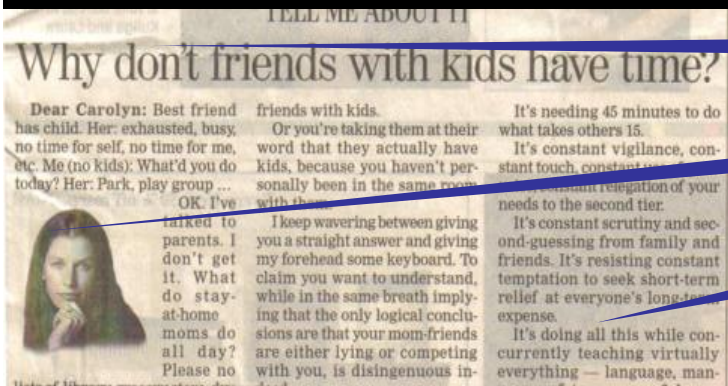 TELL ME ABOUT IT
Why don't friends with kids have time?
Dear Carolyn: Best friend
has child. Her: exhausted, busy,
no time for self, no time for me,
etc. Me (no kids): What'd you do
today? Her: Park, play group ...
OK. I've
talked to
parents. I
don't get
it. What
do stay-
at-home
moms do
all day?
Please no
friends with kids.
Or you're taking them at their
word that they actually have
kids, because you haven't per-
sonally been in the same room
with them.
I keep wavering between giving
you a straight answer and giving
my forehead some keyboard. To
claim you want to understand,
while in the same breath imply-
ing that the only logical conclu-
sions are that your mom-friends
are either lying or competing
with you, is disingenuous in-
It's needing 45 minutes to do
what takes others 15.
It's constant vigilance, con-
stant touch, constant
constant relegation of your
needs to the second tier.
It's constant scrutiny and sec-
ond-guessing from family and
friends. It's resisting constant
temptation to seek short-term
relief at everyone's long-term
expense.
It's doing all this while con-
currently teaching virtually
everything — language, man-